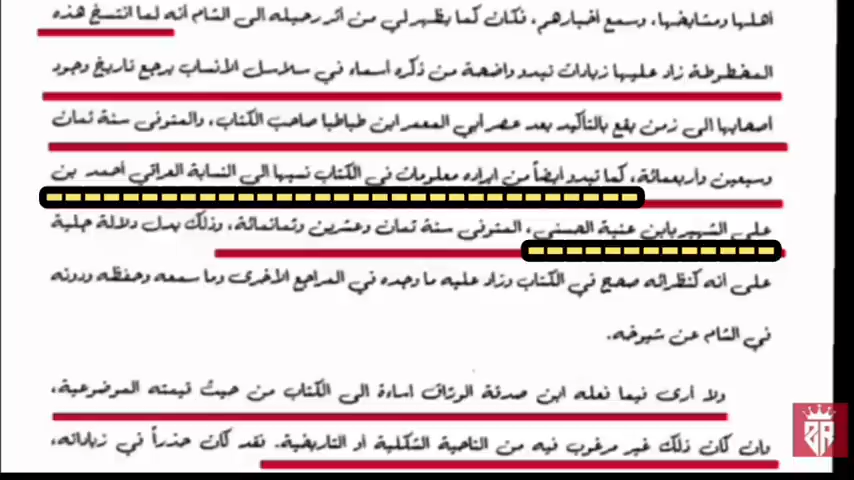 أهلها ومشايخها، وسمع أخبارهم، فكان كما يظهر لي من أثر رحيله الى الشام أنه لما انتسخ هذه
المخطوطة زاد عليها زيادات تبدو واضحة من ذكره أسماء في سلاسل الأنساب يرجع تاريخ وجود
أصحابها الى زمن يقع بالتأكيد بعد عصر أبي المعمر ابن طباطبا صاحب الكتاب، والمتوفى سنة ثمان
وسبعين وأربعمائة، كما تبدو أيضاً من ايراده معلومات في الكتاب نسبها الى النسابة العراقي أحمد بن
علي الشهير بابن عنبة الحسني، المتوفى سنة ثمان وعشرين وثمانمائة، وذلك يدل دلالة جلية
على أنه كنظرائه صحح في الكتاب وزاد عليه ما وجده في المراجع الأخرى وما سمعه وحفظه ودونه
في الشام عن شيوخه.
ولا أرى فيما فعله ابن صدقة الوراق اساءة الى الكتاب من حيث قيمته الموضوعية،
وان كان ذلك غير مرغوب فيه من الناحية الشكلية او التاريخية. فقد كان حذراً في زياداته،